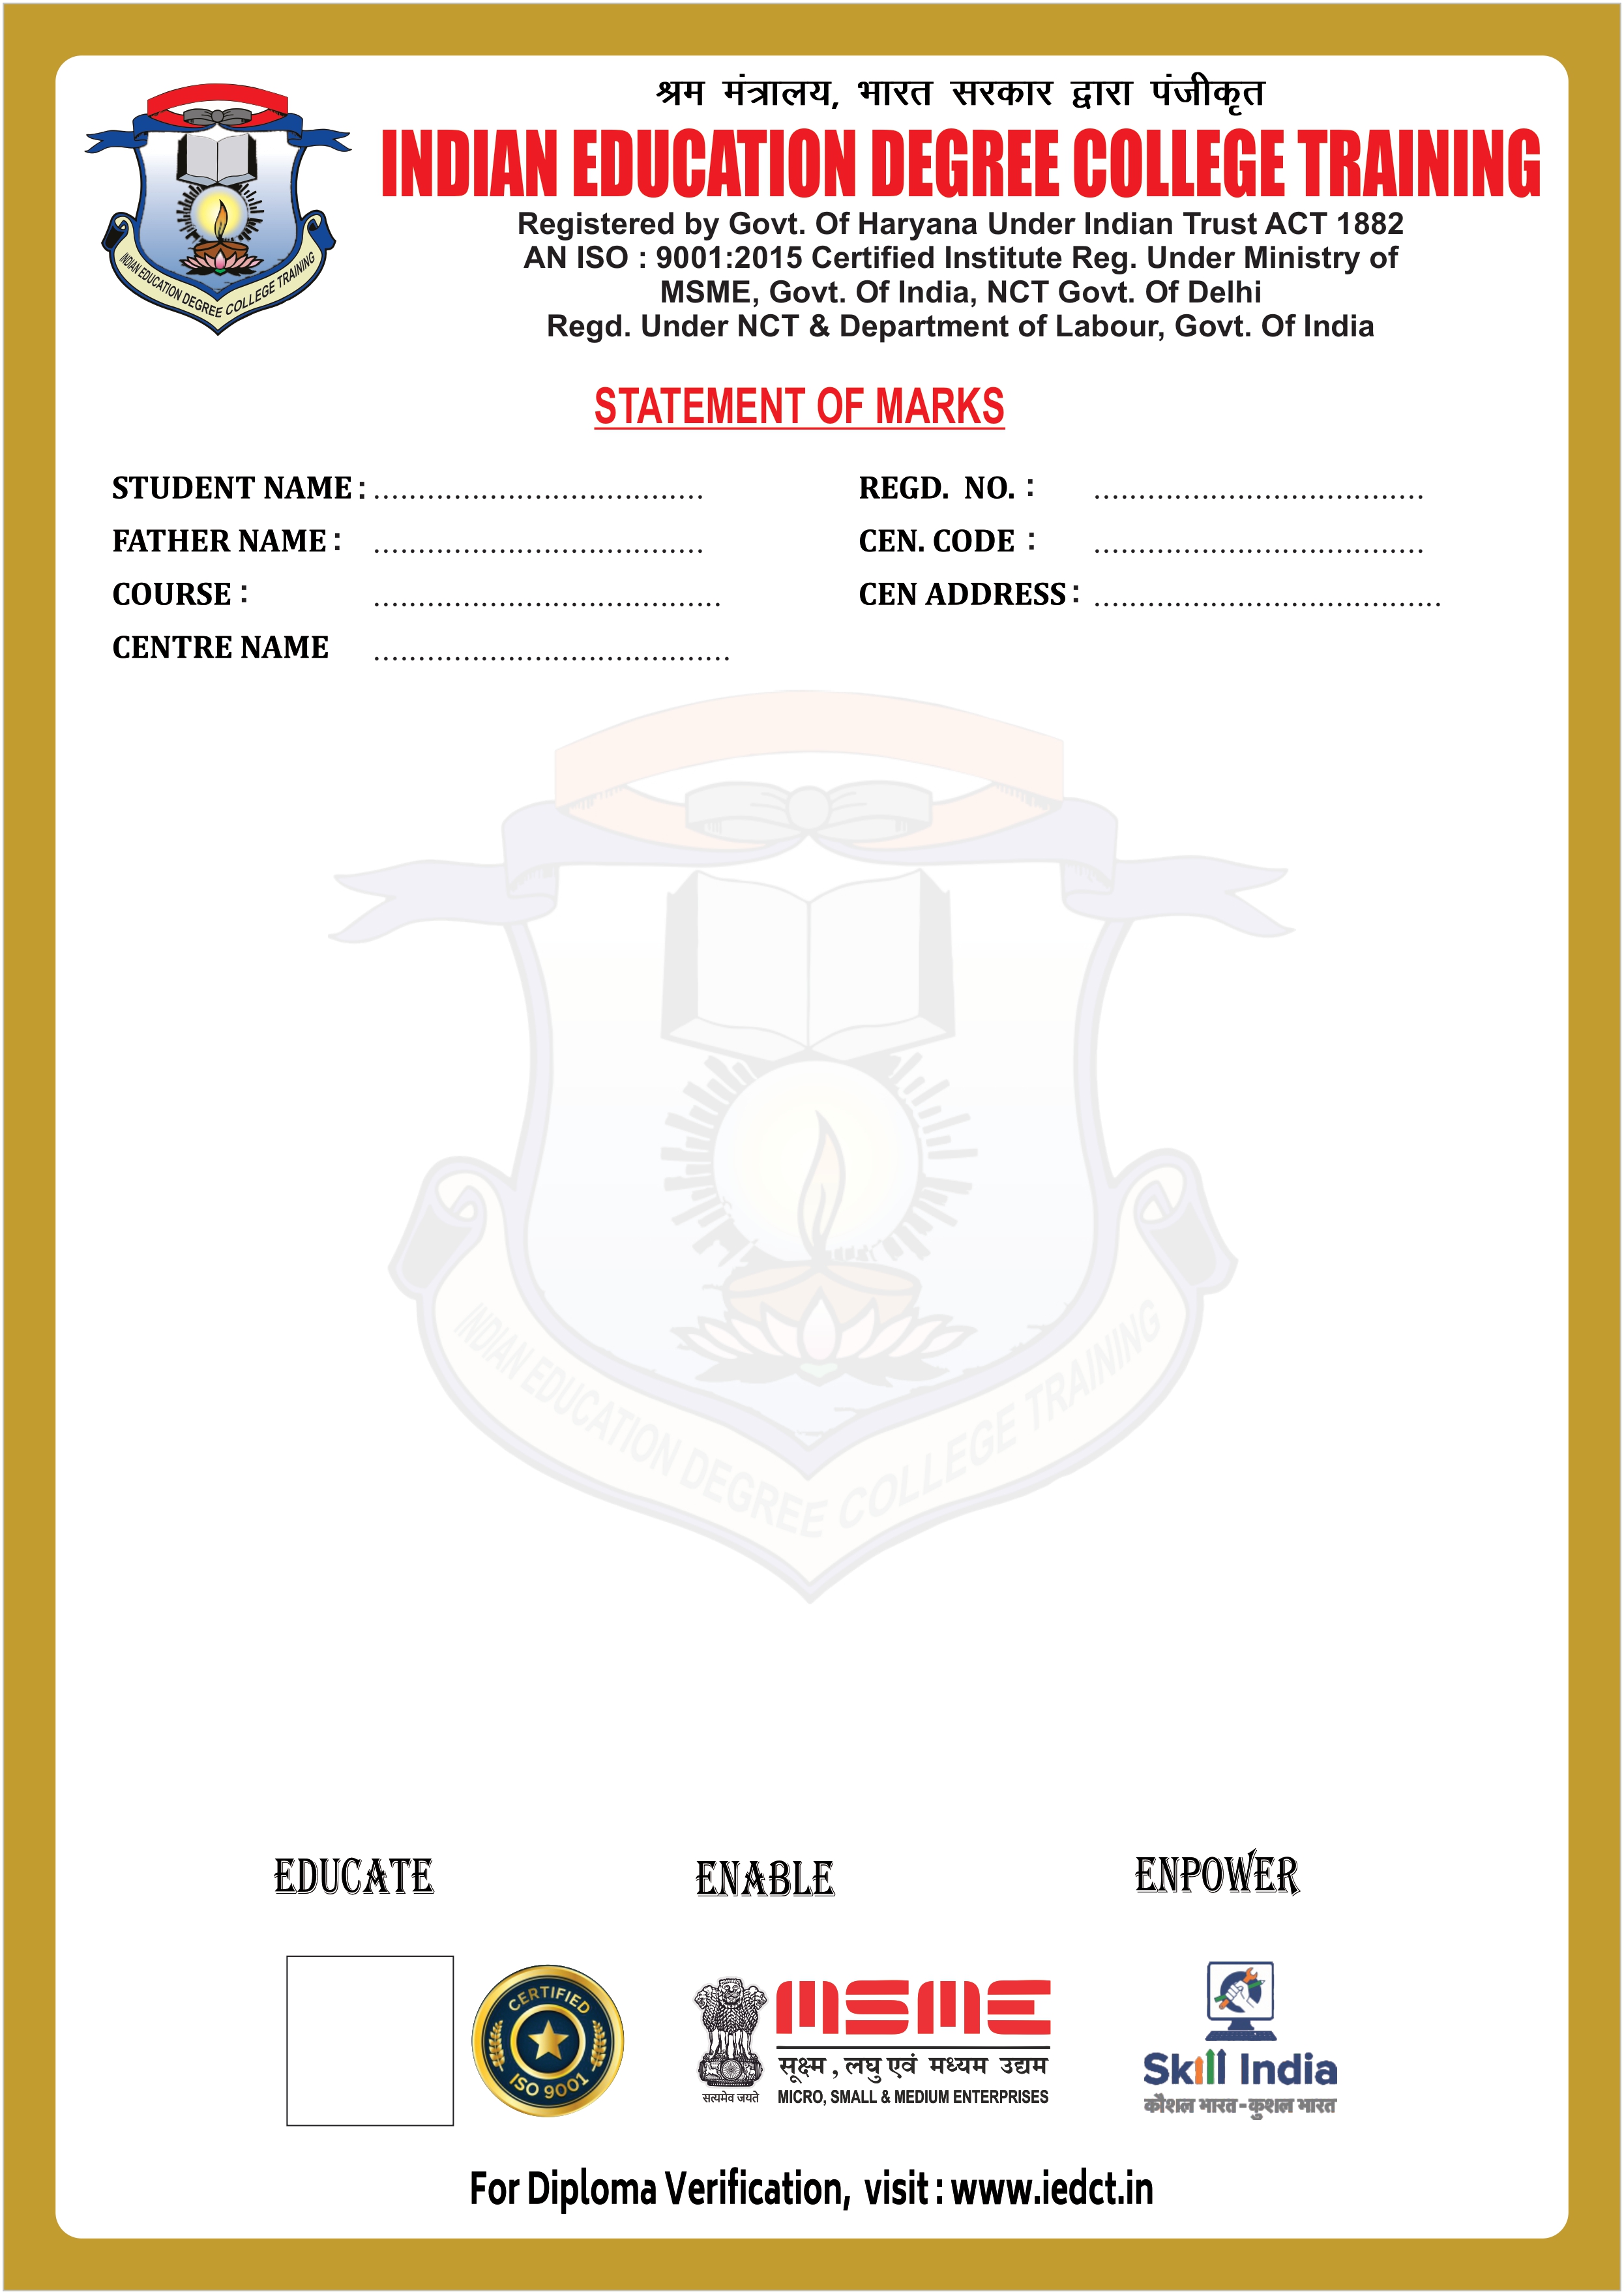 श्रम मंत्रालय, भारत सरकार द्वारा पंजीकृत
INDIAN EDUCATION DEGREE COLLEGE TRAINING
Registered by Govt. Of Haryana Under Indian Trust ACT 1882
AN ISO : 9001:2015 Certified Institute Reg. Under Ministry of
MSME, Govt. Of India, NCT Govt. Of Delhi
Regd. Under NCT & Department of Labour, Govt. Of India
INDIAN EDUCATION DEGREE COLLEGE TRAINING
STATEMENT OF MARKS
STUDENT NAME : ..................................... REGD. NO. : .....................................
FATHER NAME : ..................................... CEN. CODE : .....................................
COURSE : ....................................... CEN ADDRESS : .......................................
CENTRE NAME ........................................
INDIAN EDUCATION DEGREE COLLEGE TRAINING
EDUCATE ENABLE ENPOWER
CERTIFIED
ISO 9001
सत्यमेव जयते
MSME
सूक्ष्म , लघु एवं मध्यम उद्यम
MICRO, SMALL & MEDIUM ENTERPRISES
Skill India
कौशल भारत-कुशल भारत
For Diploma Verification, visit : www.iedct.in